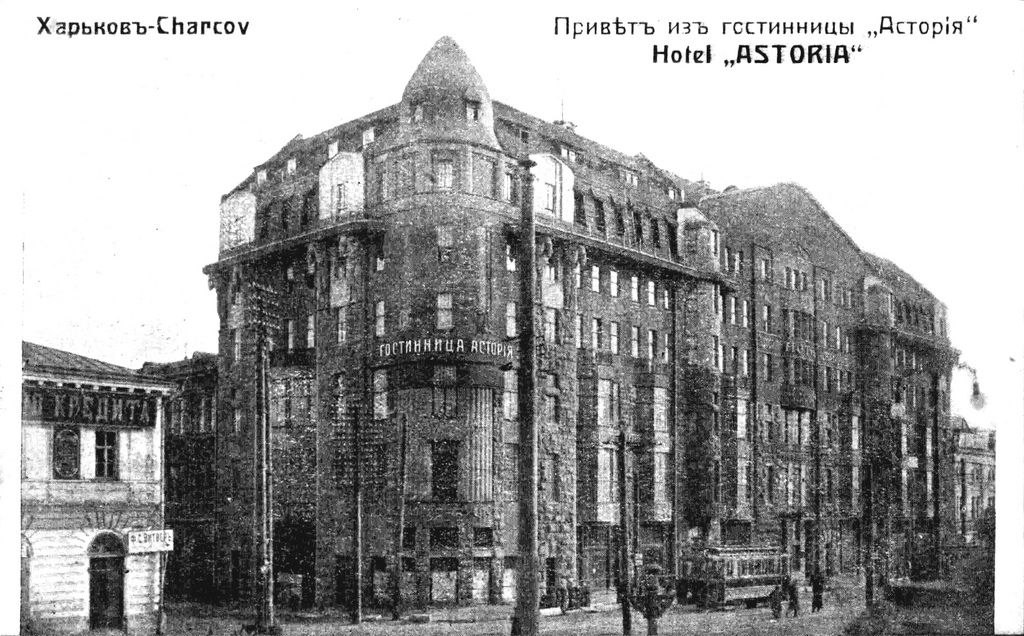 Харьковъ-Charcov
Привѣтъ изъ гостинницы „Асторія“
Hotel „ASTORIA“
ГОСТИННИЦА АСТОРІЯ
КРЕДИТА